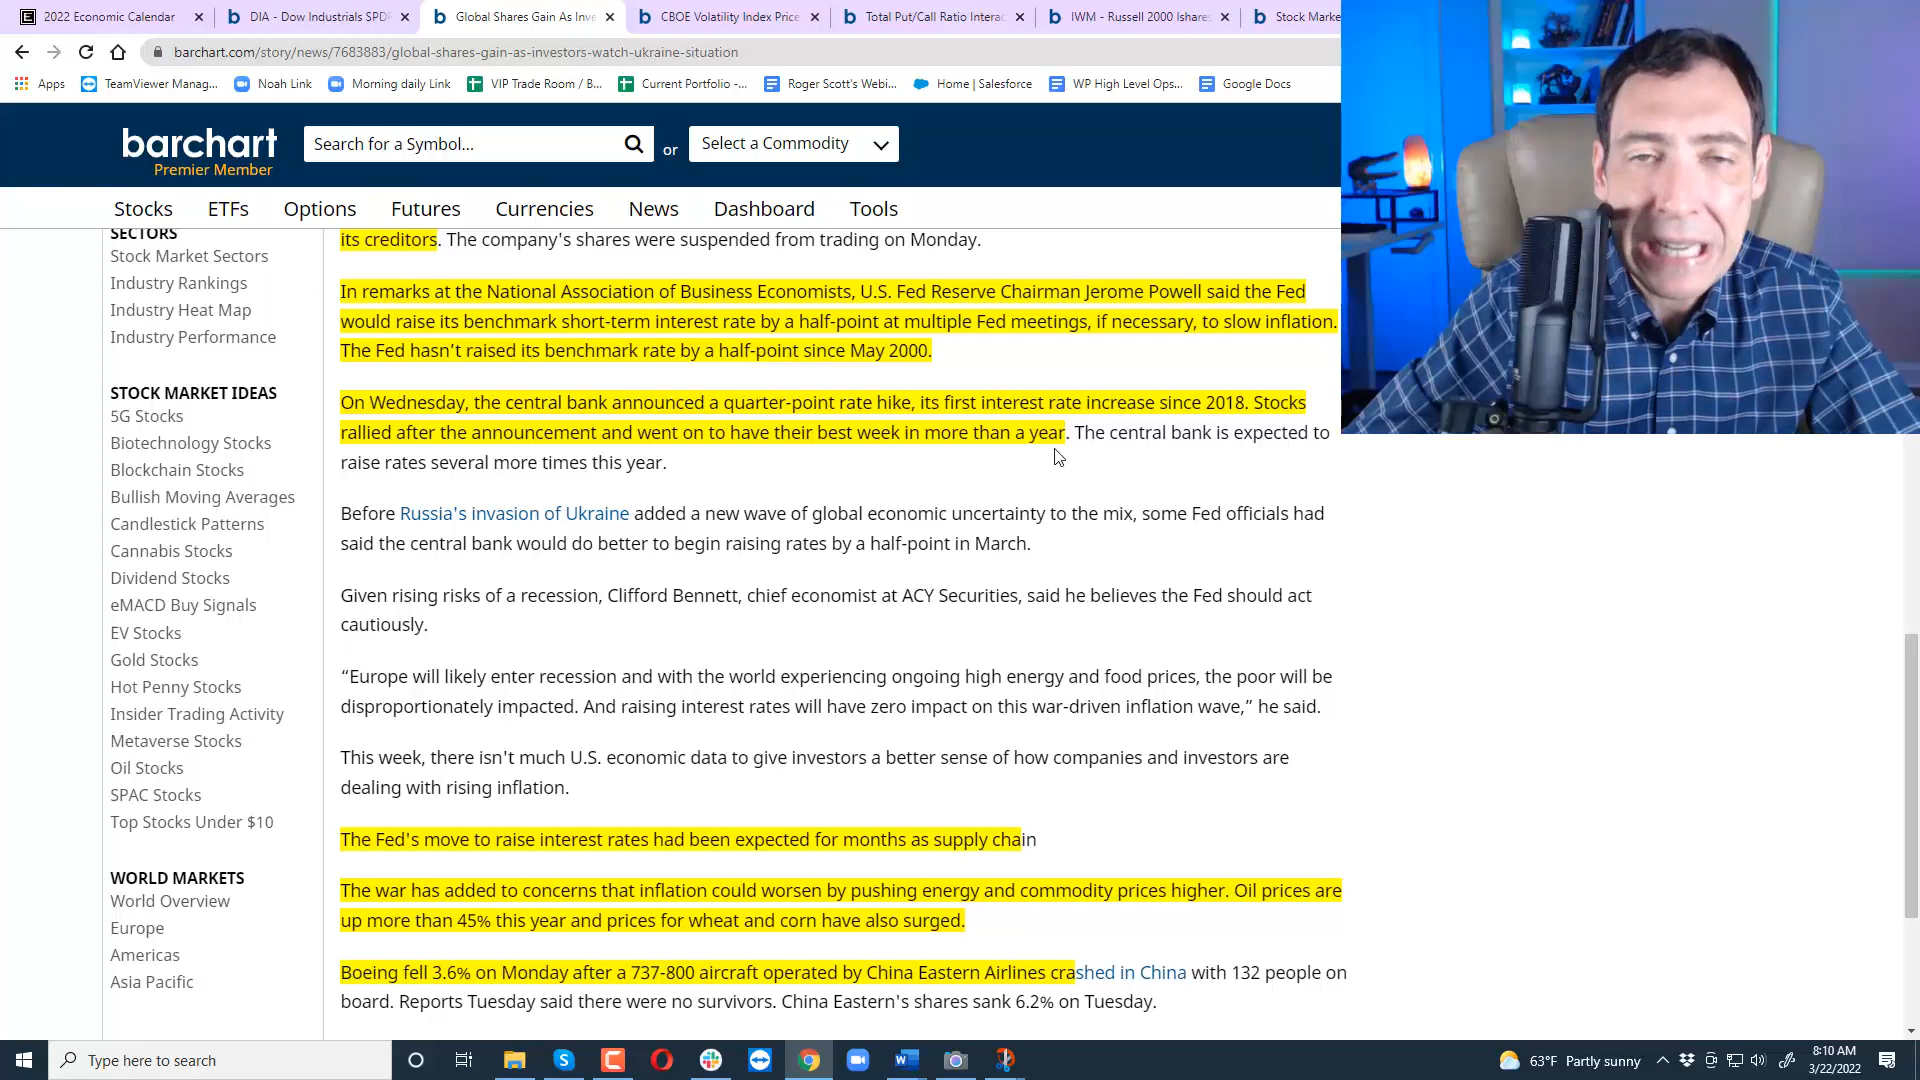 2022 Economic Calendar
DIA - Dow Industrials SPDR
Global Shares Gain As Inve
CBOE Volatility Index Price
Total Put/Call Ratio Interac
IWM - Russell 2000 Ishares
Stock Marke
barchart.com/story/news/7683883/global-shares-gain-as-investors-watch-ukraine-situation
Apps
TeamViewer Manag...
Noah Link
Morning daily Link
VIP Trade Room / B...
Current Portfolio -...
Roger Scott's Webi...
Home | Salesforce
WP High Level Ops...
Google Docs
barchart
Premier Member
Search for a Symbol...
or
Select a Commodity
Stocks
ETFs
Options
Futures
Currencies
News
Dashboard
Tools
SECTORS
Stock Market Sectors
Industry Rankings
Industry Heat Map
Industry Performance
STOCK MARKET IDEAS
5G Stocks
Biotechnology Stocks
Blockchain Stocks
Bullish Moving Averages
Candlestick Patterns
Cannabis Stocks
Dividend Stocks
eMACD Buy Signals
EV Stocks
Gold Stocks
Hot Penny Stocks
Insider Trading Activity
Metaverse Stocks
Oil Stocks
SPAC Stocks
Top Stocks Under $10
WORLD MARKETS
World Overview
Europe
Americas
Asia Pacific
its creditors. The company's shares were suspended from trading on Monday.
In remarks at the National Association of Business Economists, U.S. Fed Reserve Chairman Jerome Powell said the Fed
would raise its benchmark short-term interest rate by a half-point at multiple Fed meetings, if necessary, to slow inflation.
The Fed hasn't raised its benchmark rate by a half-point since May 2000.
On Wednesday, the central bank announced a quarter-point rate hike, its first interest rate increase since 2018. Stocks
rallied after the announcement and went on to have their best week in more than a year. The central bank is expected to
raise rates several more times this year.
Before Russia's invasion of Ukraine added a new wave of global economic uncertainty to the mix, some Fed officials had
said the central bank would do better to begin raising rates by a half-point in March.
Given rising risks of a recession, Clifford Bennett, chief economist at ACY Securities, said he believes the Fed should act
cautiously.
“Europe will likely enter recession and with the world experiencing ongoing high energy and food prices, the poor will be
disproportionately impacted. And raising interest rates will have zero impact on this war-driven inflation wave,” he said.
This week, there isn't much U.S. economic data to give investors a better sense of how companies and investors are
dealing with rising inflation.
The Fed's move to raise interest rates had been expected for months as supply chain
The war has added to concerns that inflation could worsen by pushing energy and commodity prices higher. Oil prices are
up more than 45% this year and prices for wheat and corn have also surged.
Boeing fell 3.6% on Monday after a 737-800 aircraft operated by China Eastern Airlines crashed in China with 132 people on
board. Reports Tuesday said there were no survivors. China Eastern's shares sank 6.2% on Tuesday.
Type here to search
63°F Partly sunny
8:10 AM
3/22/2022